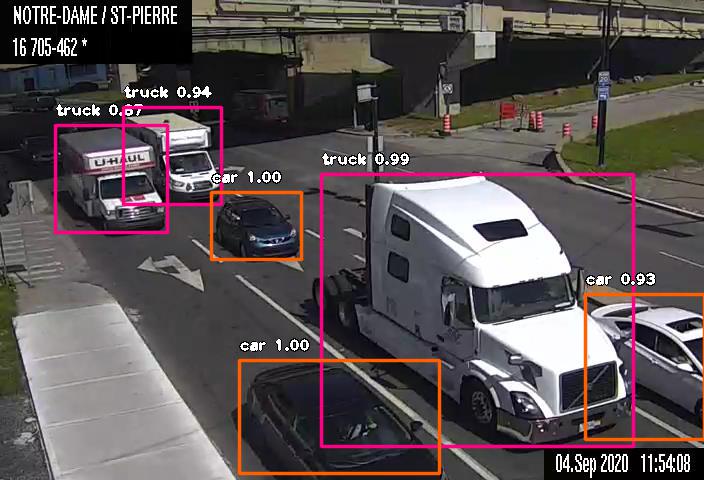 NOTRE-DAME / ST-PIERRE
16 705-462 *
truck 0.94
truck 0.87
truck 0.99
U-HAUL
car 1.00
car 0.93
car 1.00
04.Sep 2020 11:54:08